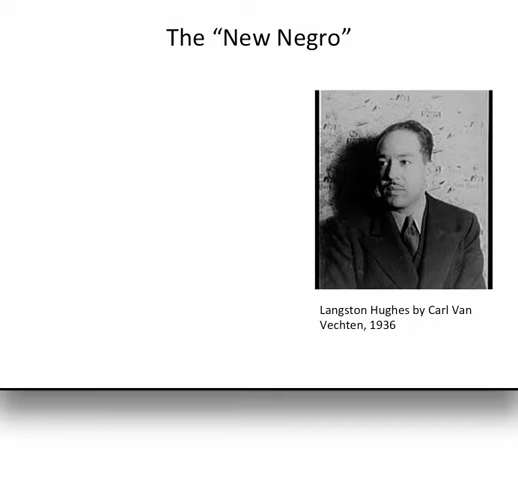 The “New Negro”
Langston Hughes by Carl Van
Vechten, 1936